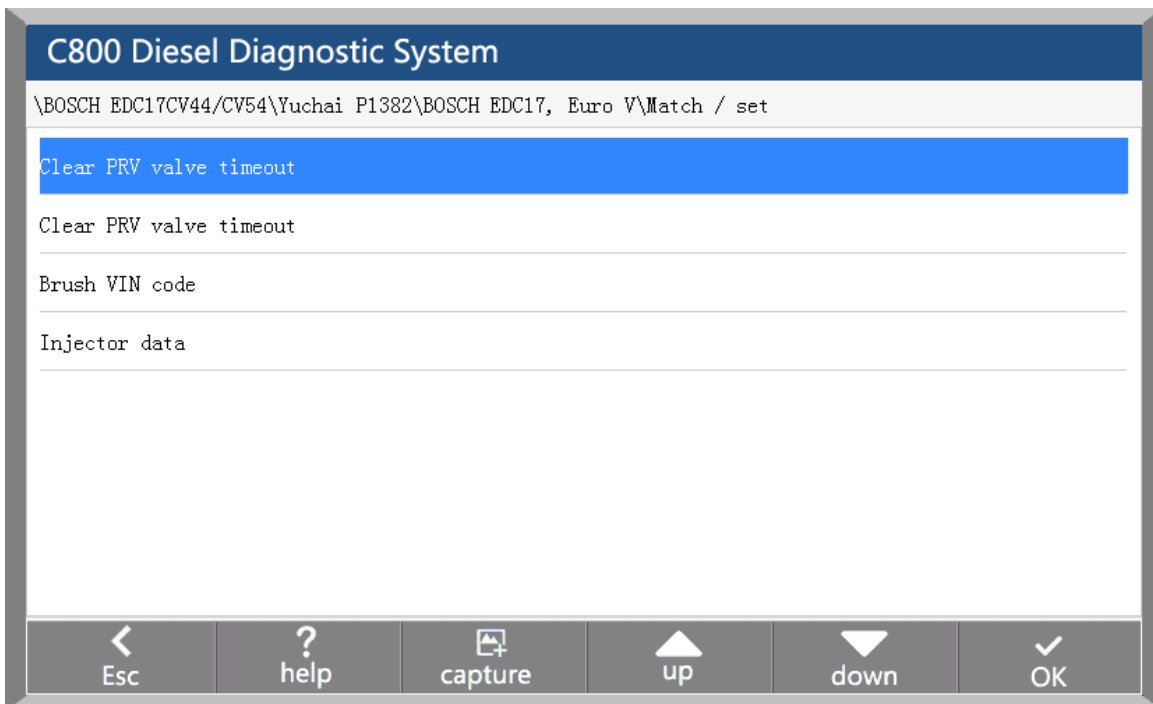 C800 Diesel Diagnostic System
\BOSCH EDC17CV44/CV54\Yuchai P1382\BOSCH EDC17, Euro V\Match / set
Clear PRV valve timeout
Clear PRV valve timeout
Brush VIN code
Injector data
Esc
help
capture
up
down
OK